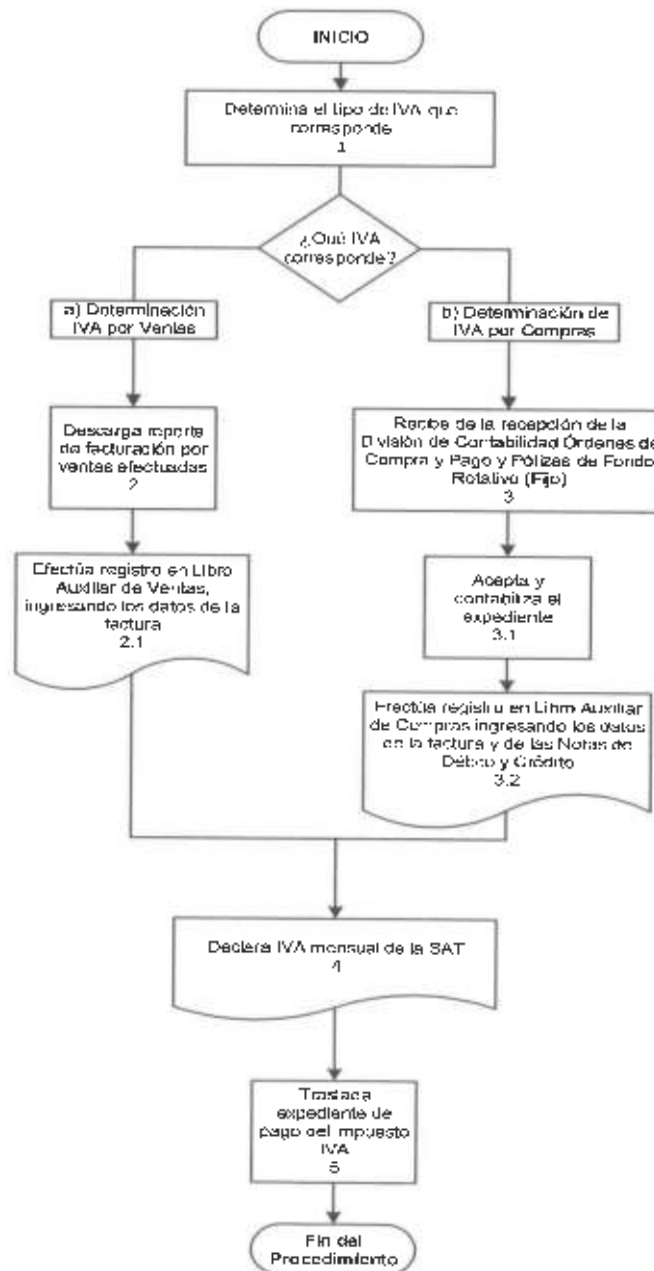 INICIO
Determina el tipo de IVA que
corresponde
1
¿Qué IVA
corresponde?
a) Determinación
IVA por Ventas
b) Determinación de
IVA por Compras
Descarga reporte
de facturación por
ventas efectuadas
2
Recibe de la recepción de la
División de Contabilidad Órdenes de
Compra y Pago y Pólizas de Fondo
Rotativo (Fijo)
3
Efectúa registro en Libro
Auxiliar de Ventas,
ingresando los datos de la
factura
2.1
Acepta y
contabiliza el
expediente
3.1
Efectúa registro en Libro Auxiliar
de Compras ingresando los datos
en la factura y de las Notas de
Débito y Crédito
3.2
Declara IVA mensual de la SAT
4
Traslada
expediente de
pago del impuesto
IVA
5
Fin del
Procedimiento